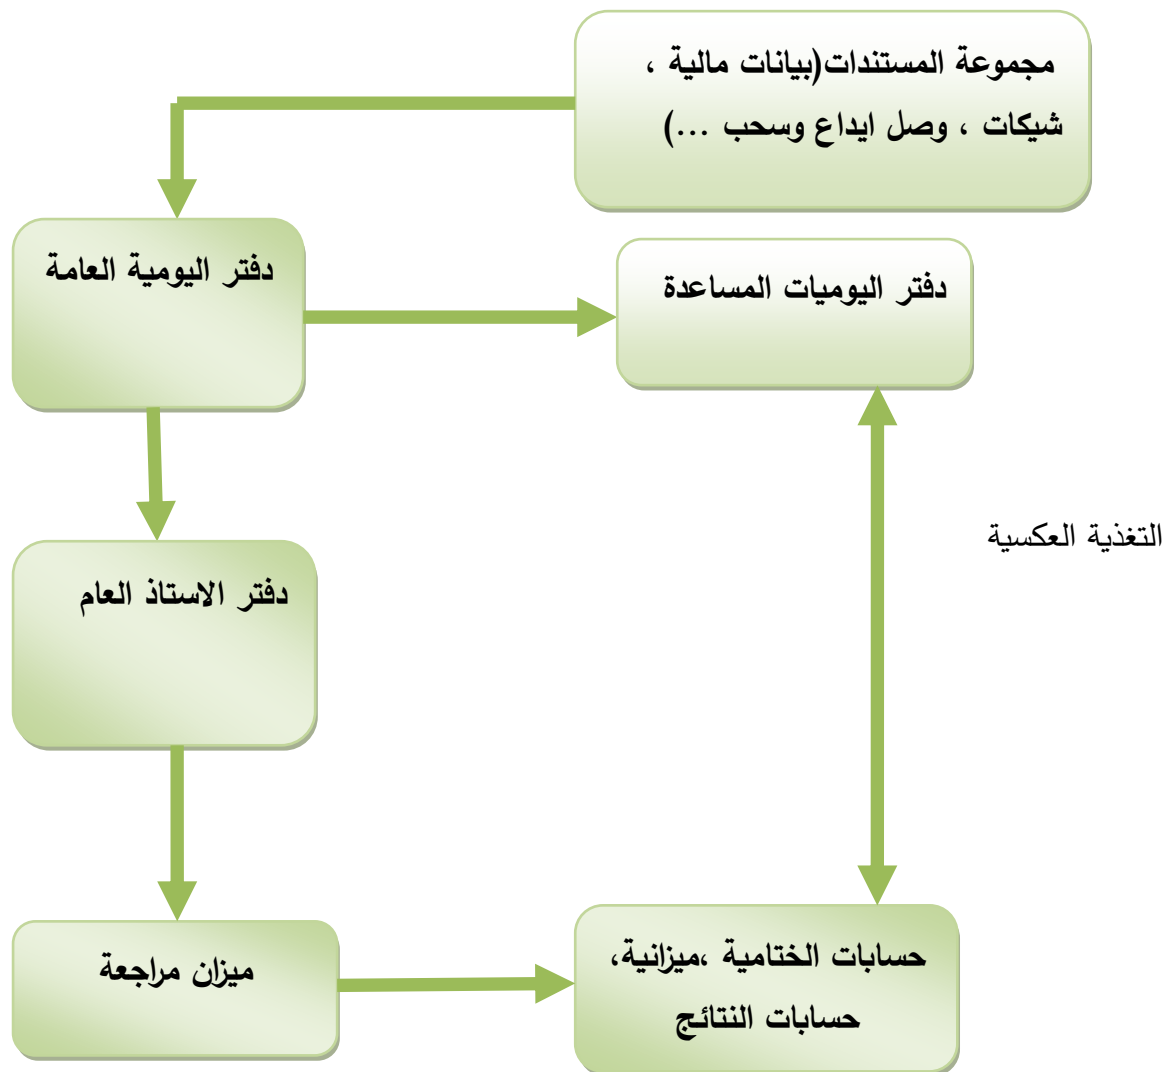 مجموعة المستندات(بيانات مالية ،
شيكات ، وصل ايداع وسحب ...)
دفتر اليومية العامة
دفتر اليوميات المساعدة
التغذية العكسية
دفتر الاستاذ العام
ميزان مراجعة
حسابات الختامية ،ميزانية،
حسابات النتائج